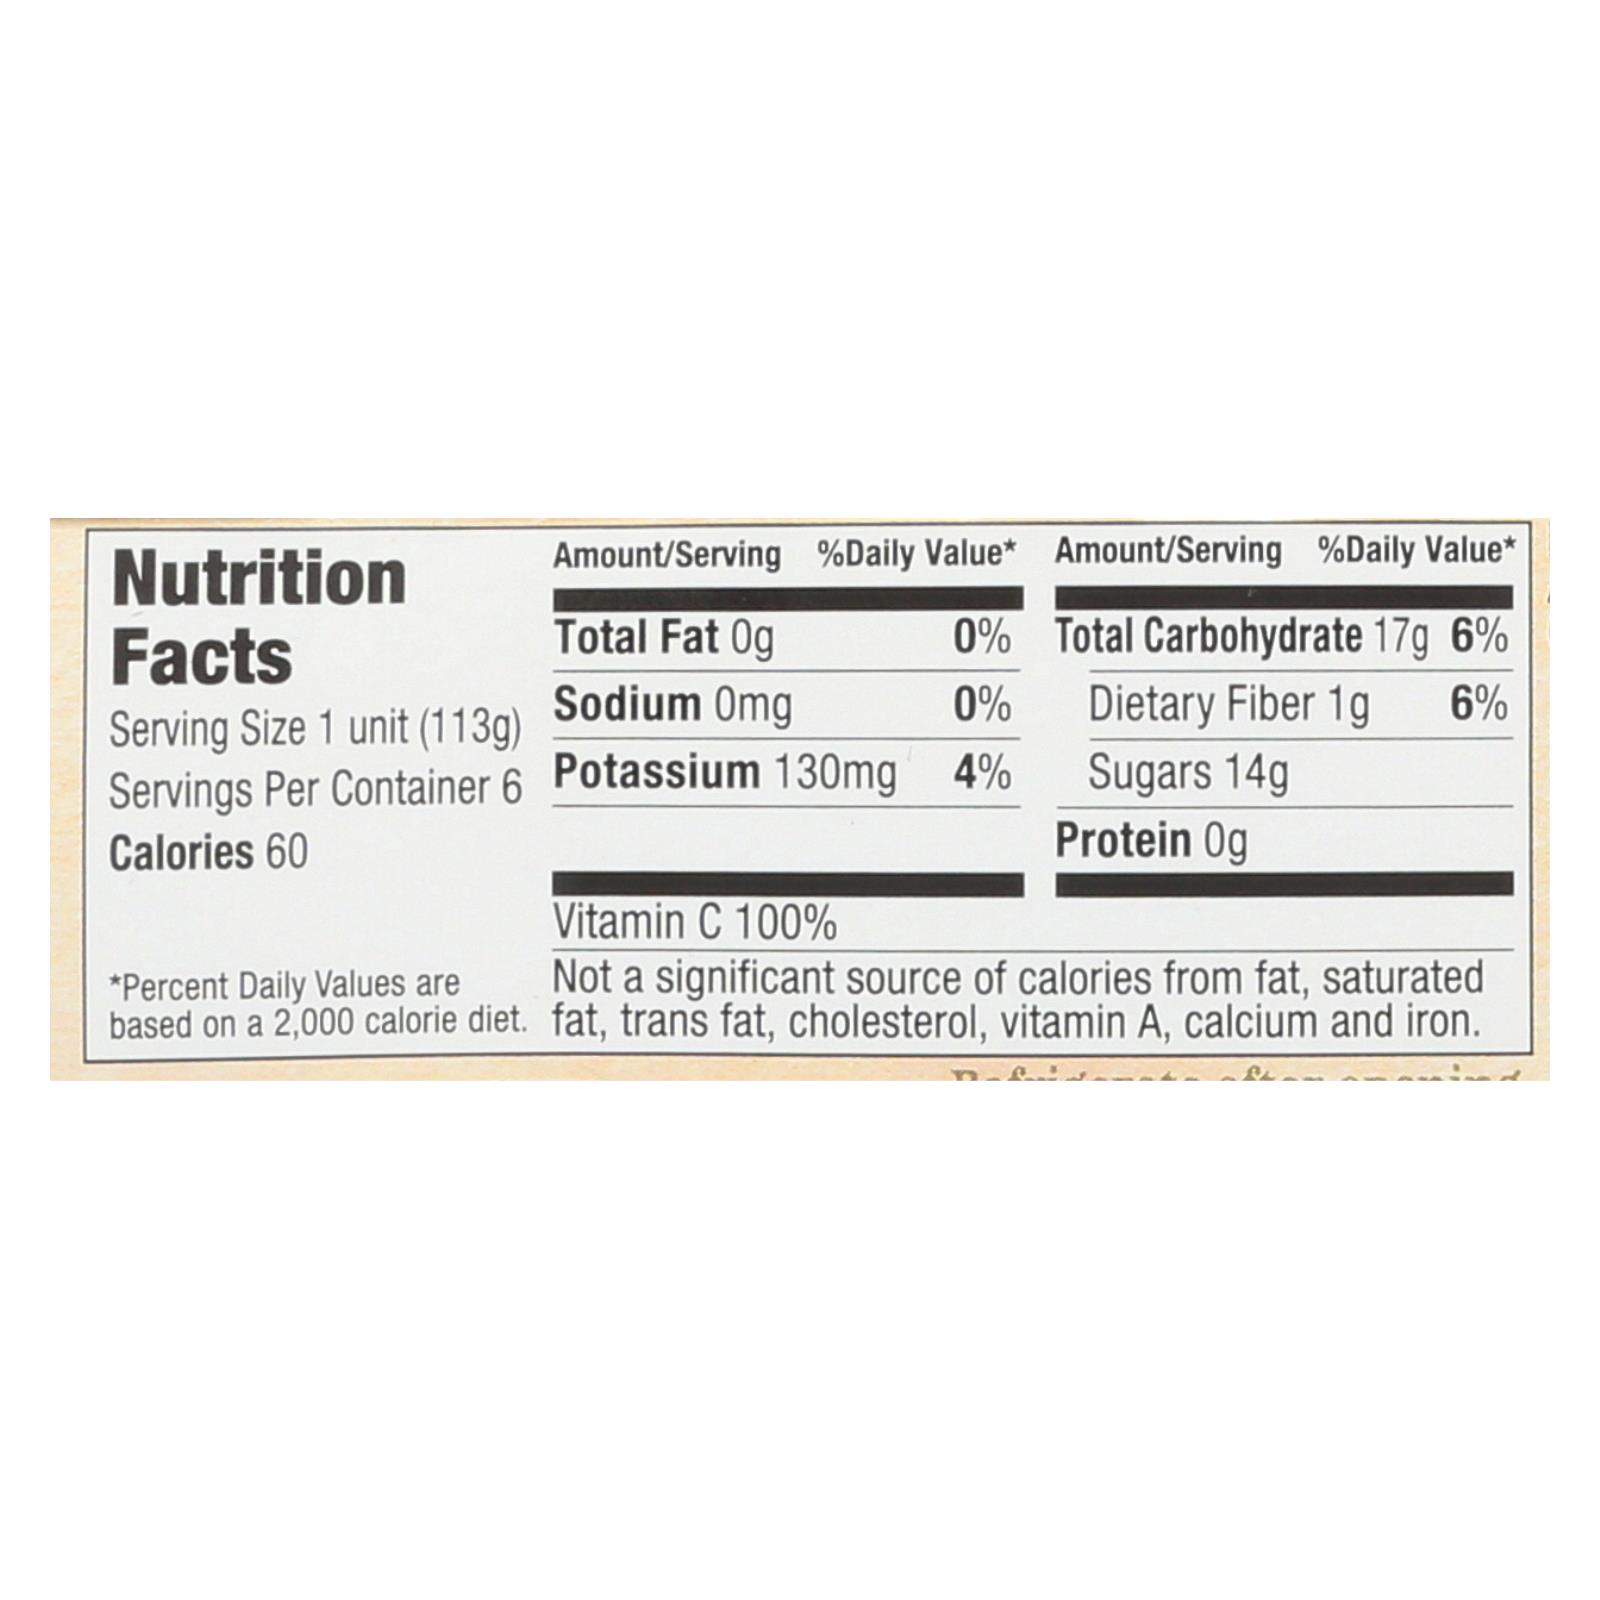 Nutrition
Facts
Serving Size 1 unit (113g)
Servings Per Container 6
Calories 60
*Percent Daily Values are
based on a 2,000 calorie diet.
Amount/Serving %Daily Value*
Total Fat 0g 0%
Sodium 0mg 0%
Potassium 130mg 4%
Vitamin C 100%
Amount/Serving %Daily Value*
Total Carbohydrate 17g 6%
Dietary Fiber 1g 6%
Sugars 14g
Protein 0g
Not a significant source of calories from fat, saturated
fat, trans fat, cholesterol, vitamin A, calcium and iron.
Refrigerate after opening